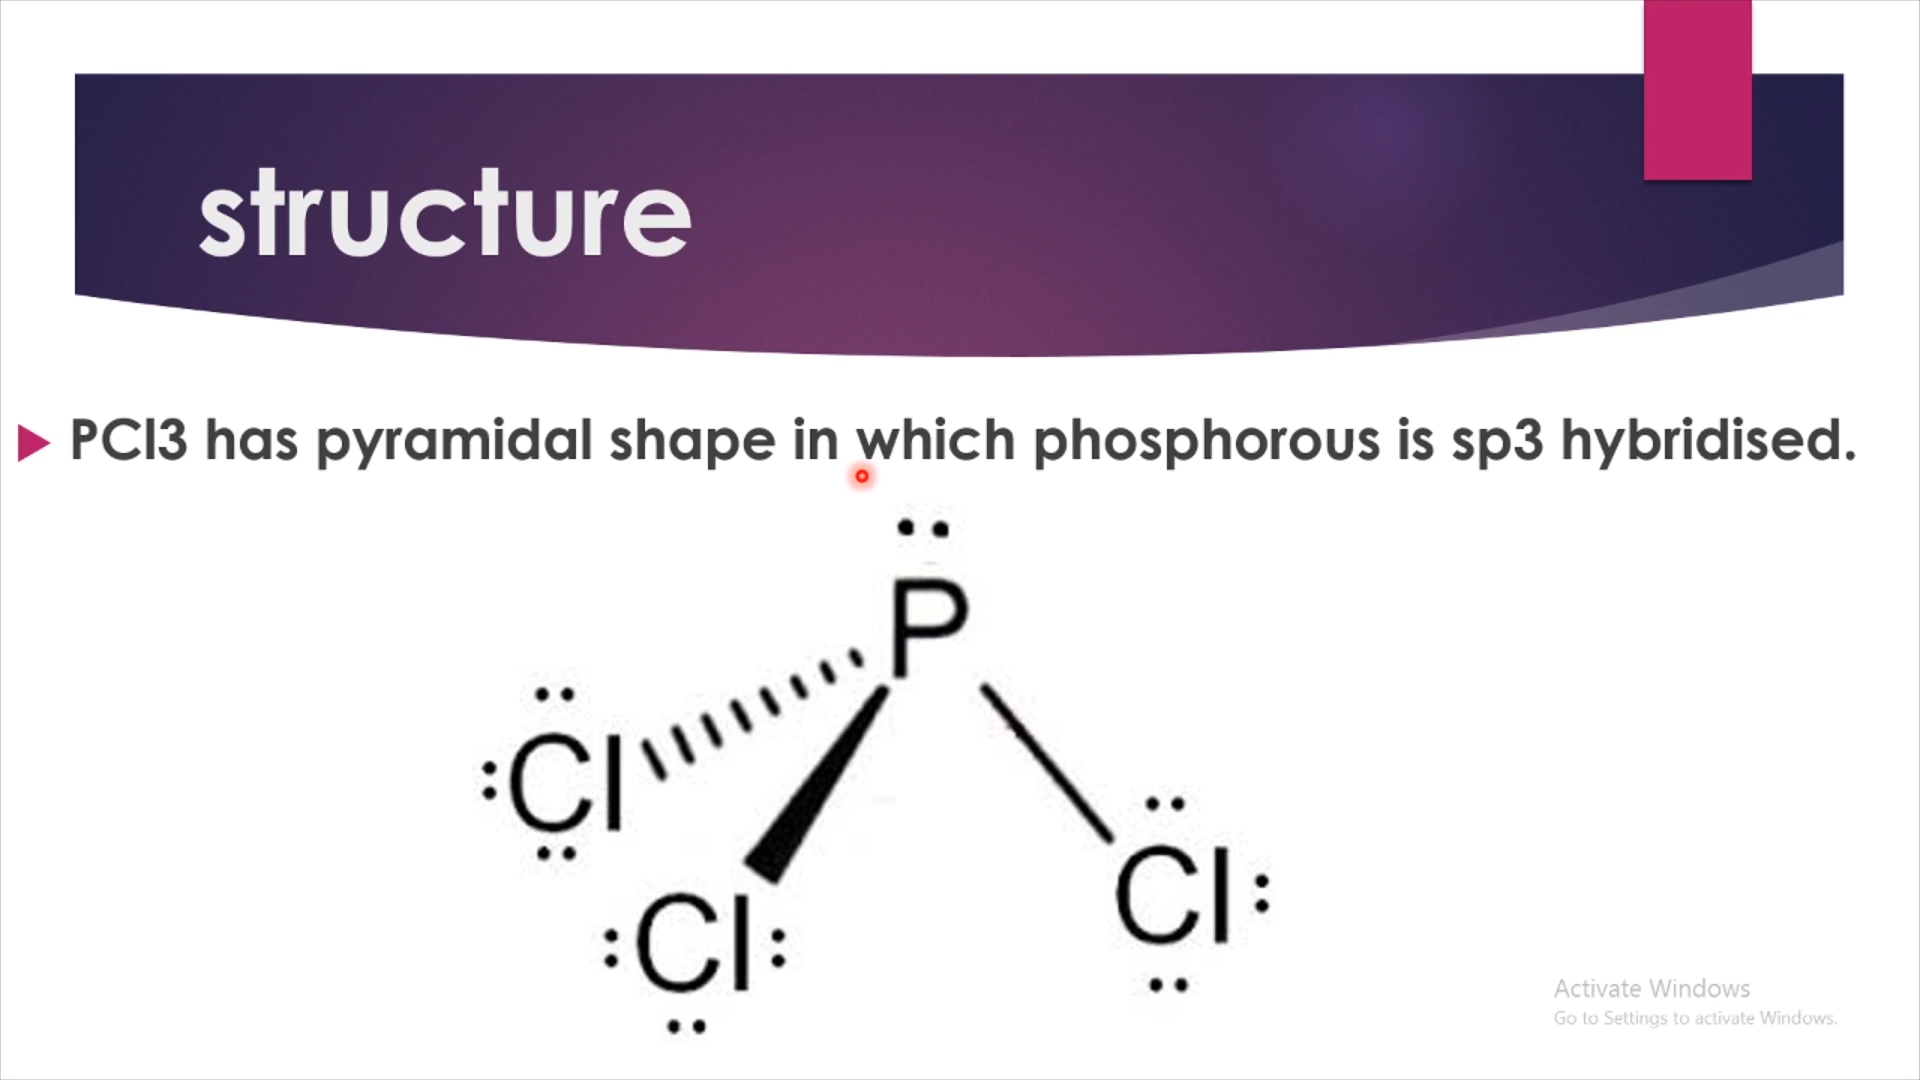 structure
PCl3 has pyramidal shape in which phosphorous is sp3 hybridised.
P
Cl
Cl
Cl
Activate Windows
Go to Settings to activate Windows.